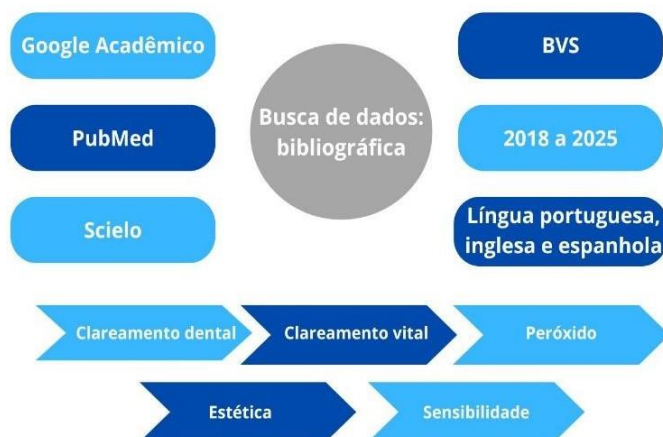 Google Acadêmico
BVS
Busca de dados:
bibliográfica
PubMed
2018 a 2025
Scielo
Língua portuguesa,
inglesa e espanhola
Clareamento dental
Clareamento vital
Peróxido
Estética
Sensibilidade